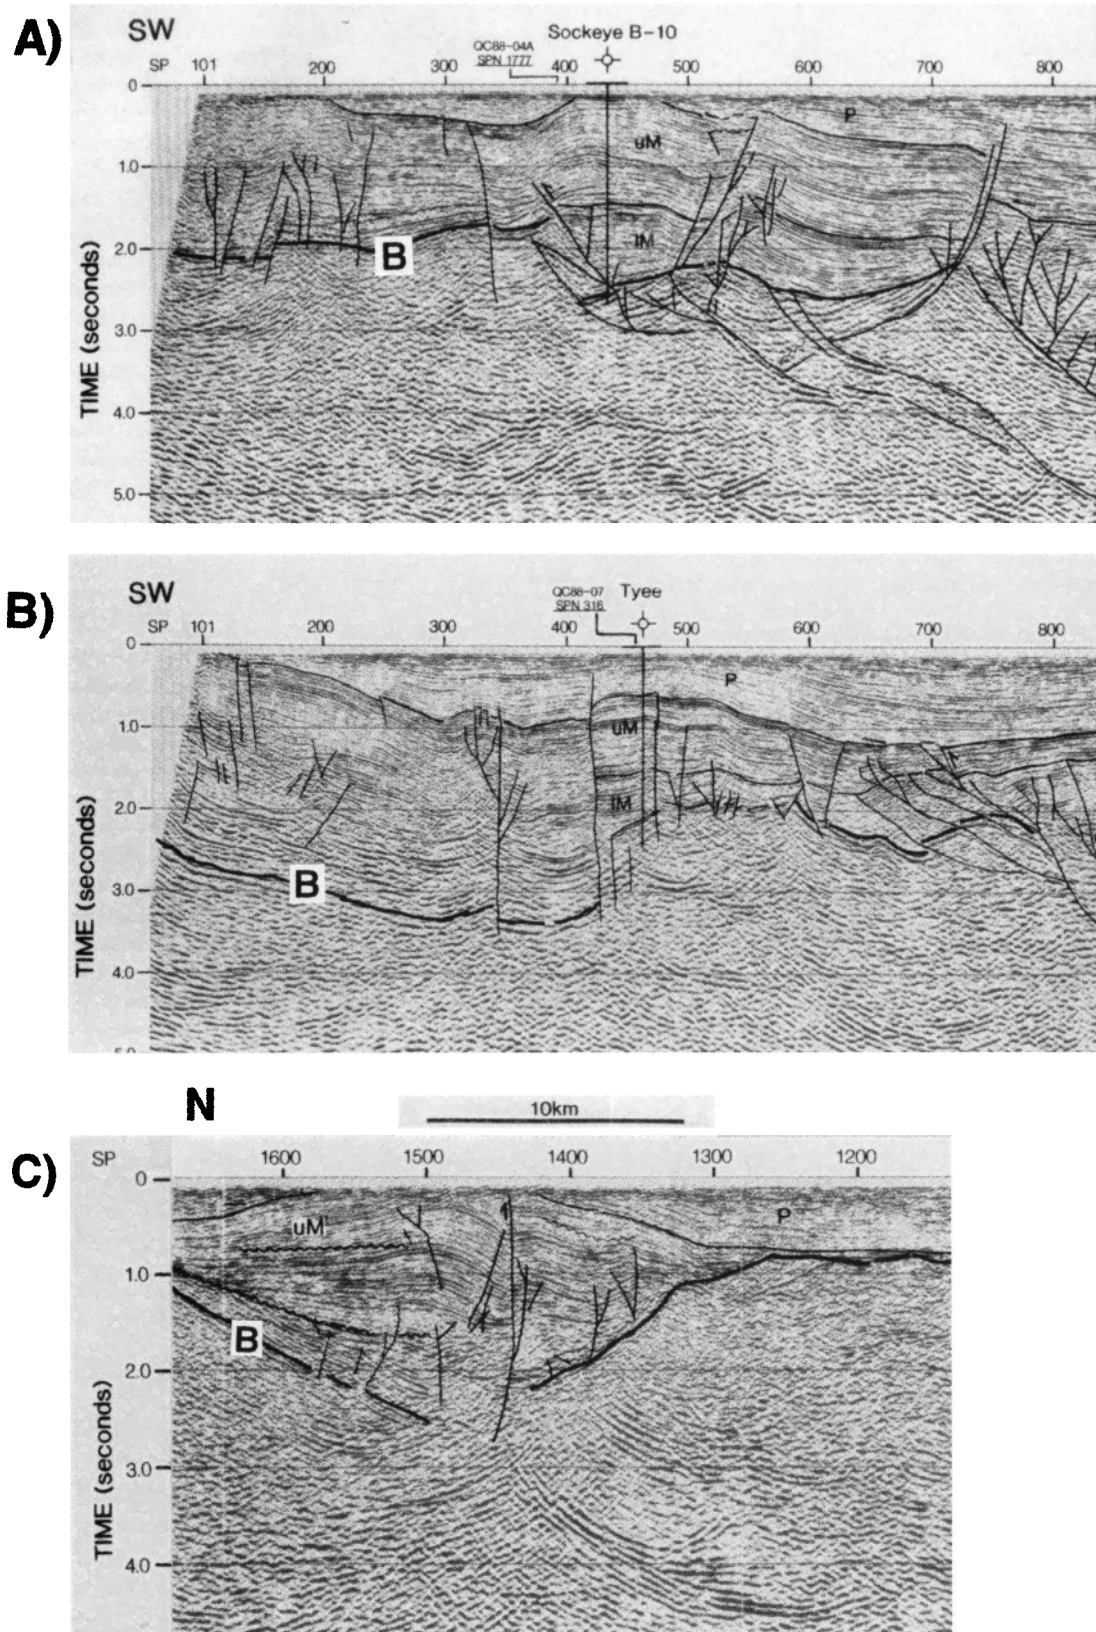 A)
SW
Sockeye B-10
QC88-04A
SPN 1777
SP 101 200 300 400 500 600 700 800
0
P
uM
1.0
lM
2.0
B
3.0
4.0
5.0
TIME (seconds)
B)
SW
QC88-07
SPN 316
Tyee
SP 101 200 300 400 500 600 700 800
0
P
1.0
uM
lM
2.0
B
3.0
4.0
5.0
TIME (seconds)
N
10km
C)
SP 1600 1500 1400 1300 1200
0
uM
P
1.0
B
2.0
3.0
4.0
TIME (seconds)